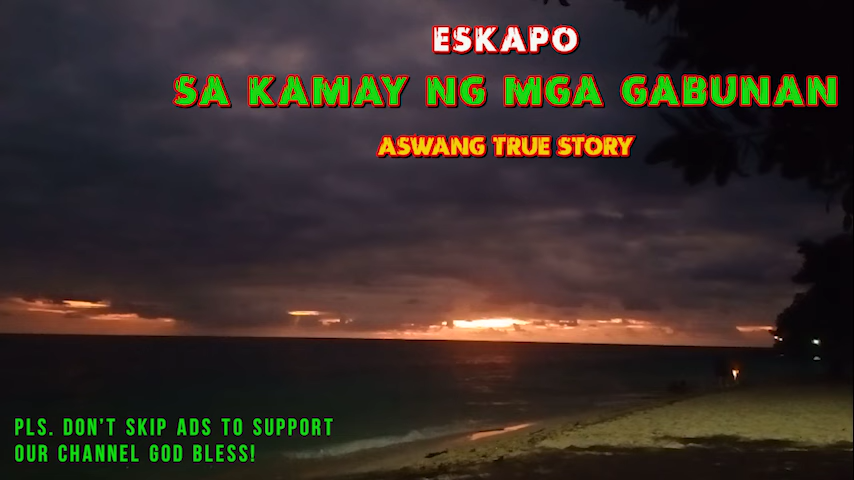 ESKAPO
SA KAMAY NG MGA GABUNAN
ASWANG TRUE STORY
PLS. DON'T SKIP ADS TO SUPPORT
OUR CHANNEL GOD BLESS!